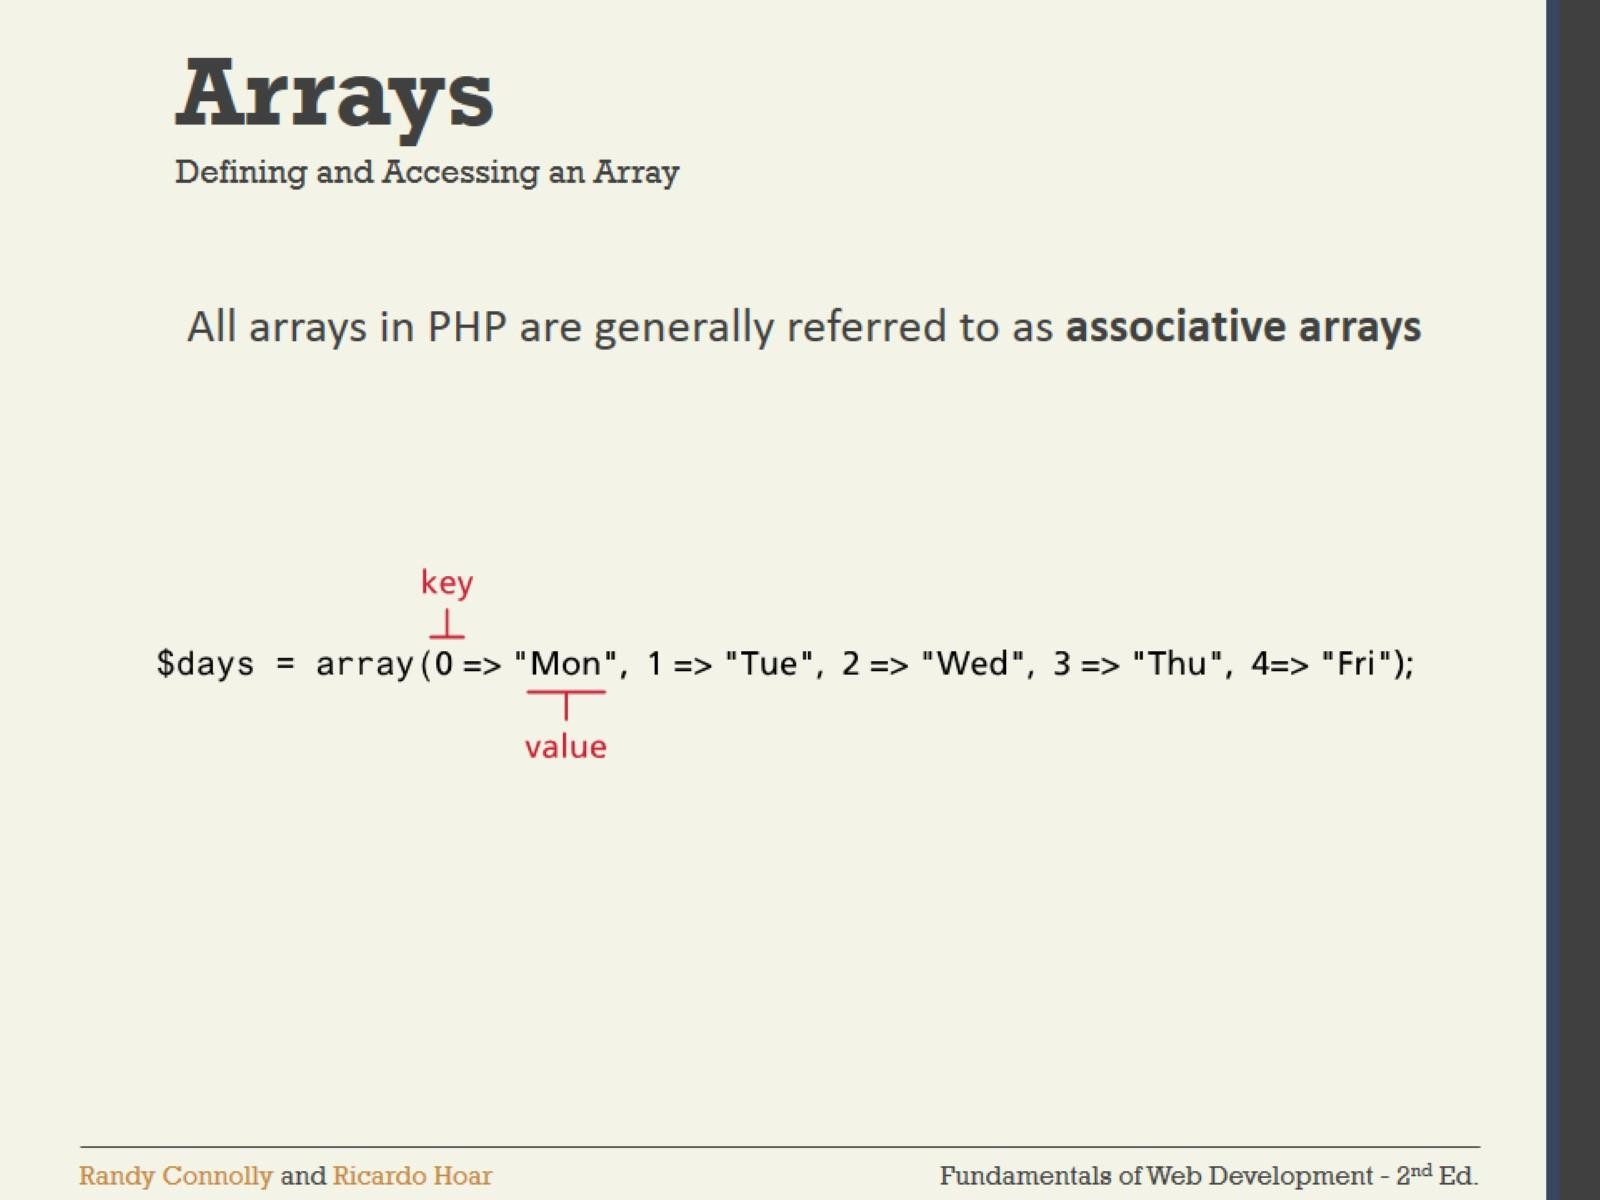 Arrays
Defining and Accessing an Array
All arrays in PHP are generally referred to as associative arrays
key
$days = array(0 => "Mon", 1 => "Tue", 2 => "Wed", 3 => "Thu", 4=> "Fri");
value
Randy Connolly and Ricardo Hoar
Fundamentals of Web Development - 2nd Ed.